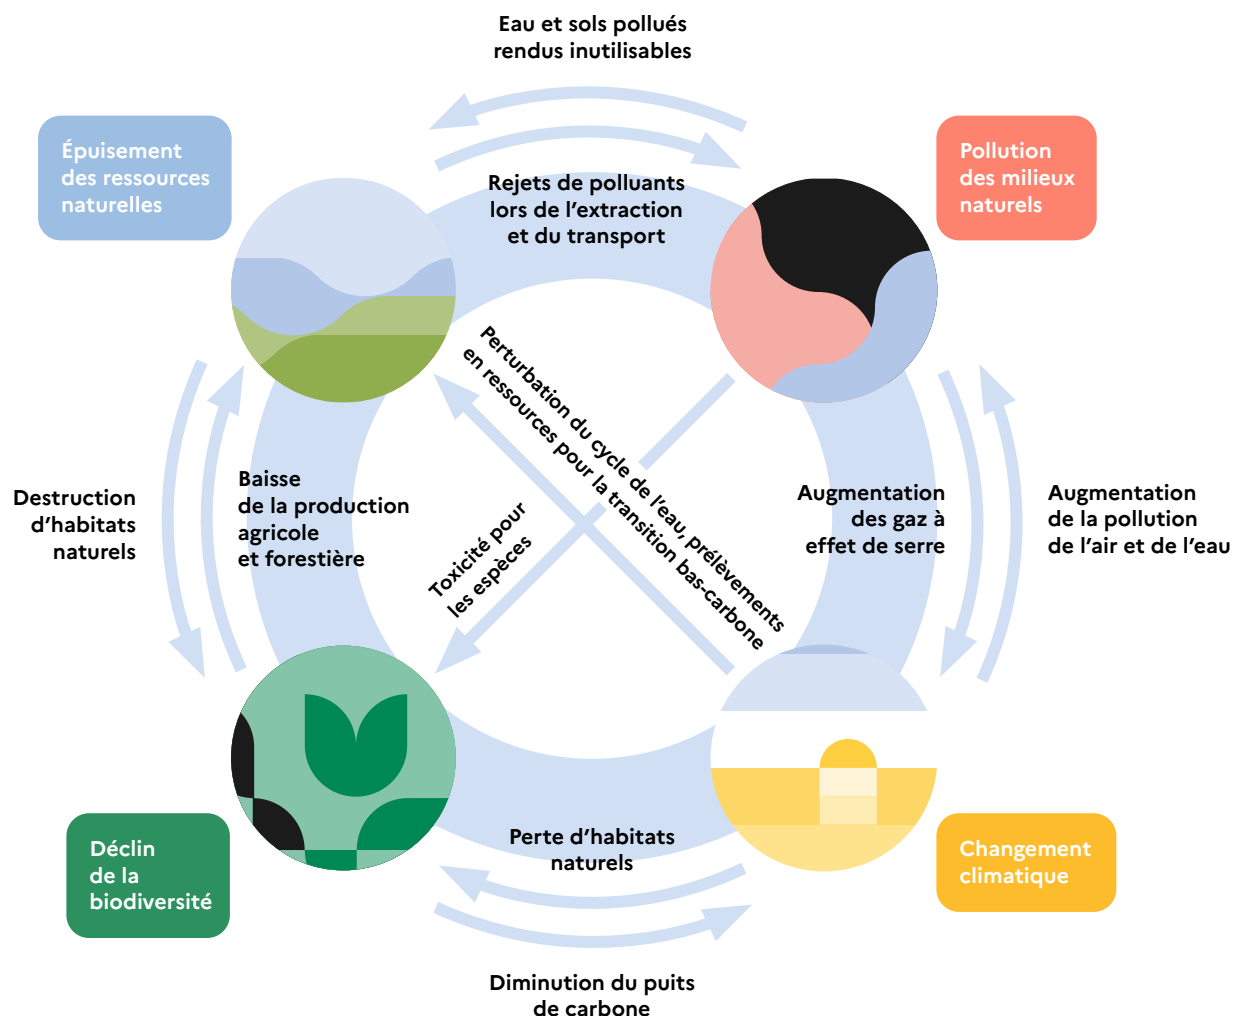 Eau et sols pollués
rendus inutilisables
Épuisement
des ressources
naturelles
Pollution
des milieux
naturels
Rejets de polluants
lors de l’extraction
et du transport
Perturbation du cycle de l’eau, prélèvements
en ressources pour la transition bas-carbone
Destruction
d’habitats
naturels
Baisse
de la production
agricole
et forestière
Toxicité pour
les espèces
Augmentation
des gaz à
effet de serre
Augmentation
de la pollution
de l’air et de l’eau
Déclin
de la
biodiversité
Perte d’habitats
naturels
Changement
climatique
Diminution du puits
de carbone